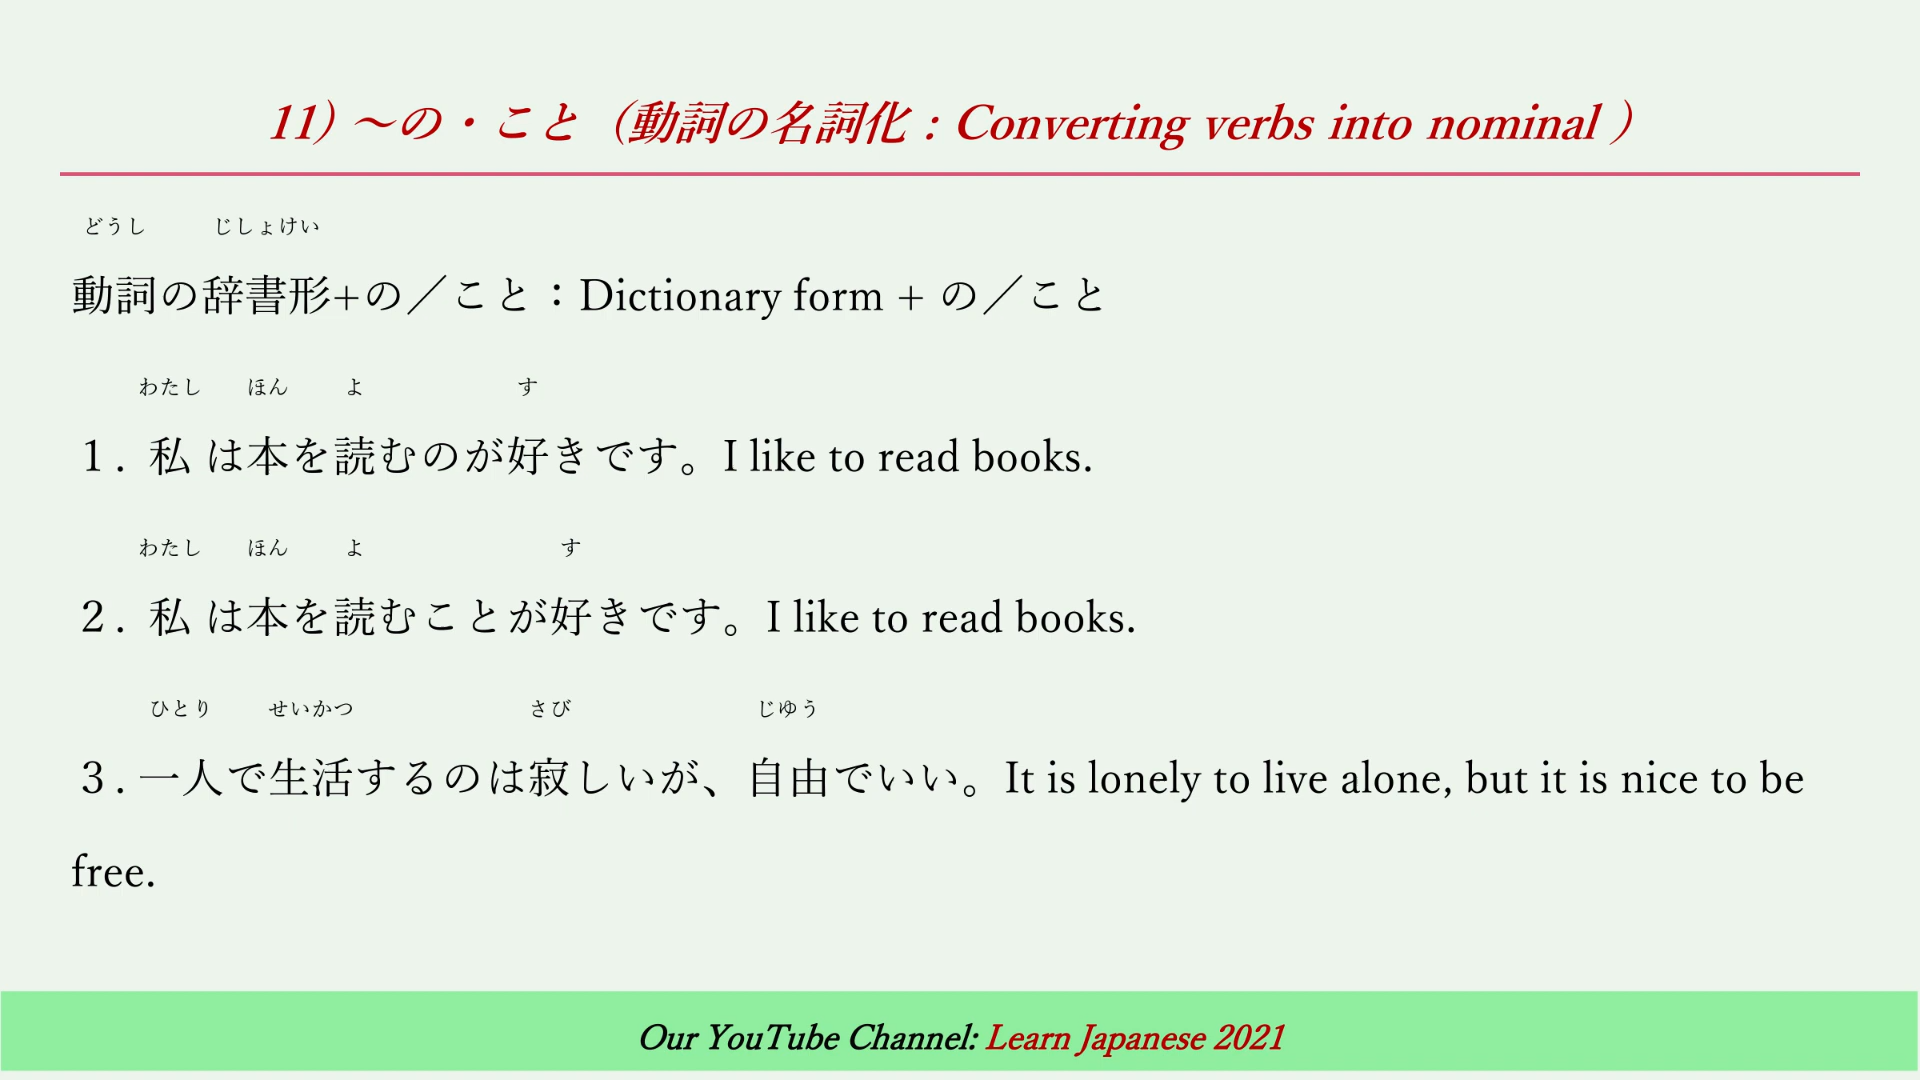 11) ～の・こと（動詞の名詞化 : Converting verbs into nominal ）
どうし じしょけい
動詞の辞書形+の／こと：Dictionary form + の／こと
わたし ほん よ す
１. 私 は本を読むのが好きです。I like to read books.
わたし ほん よ す
２. 私 は本を読むことが好きです。I like to read books.
ひとり せいかつ さび じゆう
３. 一人で生活するのは寂しいが、自由でいい。It is lonely to live alone, but it is nice to be
free.
Our YouTube Channel: Learn Japanese 2021